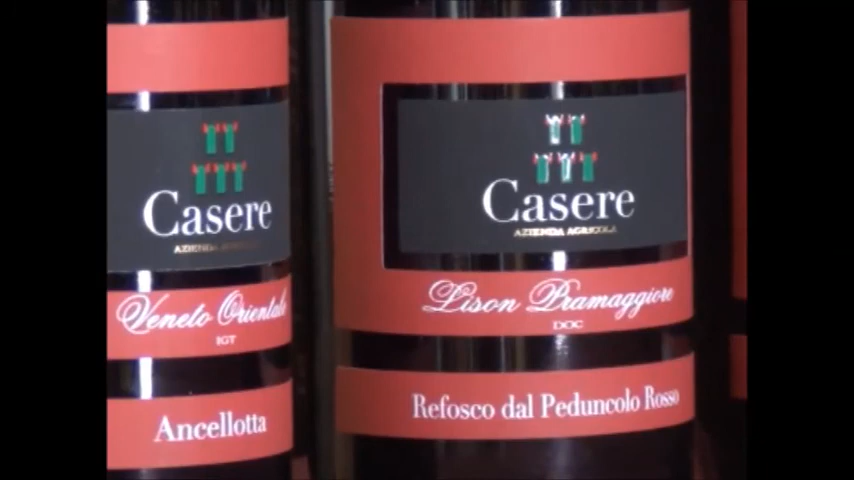 Casere
AZIENDA AGRICOLA
Veneto Orientale
IGT
Ancellotta
Casere
AZIENDA AGRICOLA
Lison Pramaggiore
DOC
Refosco dal Peduncolo Rosso